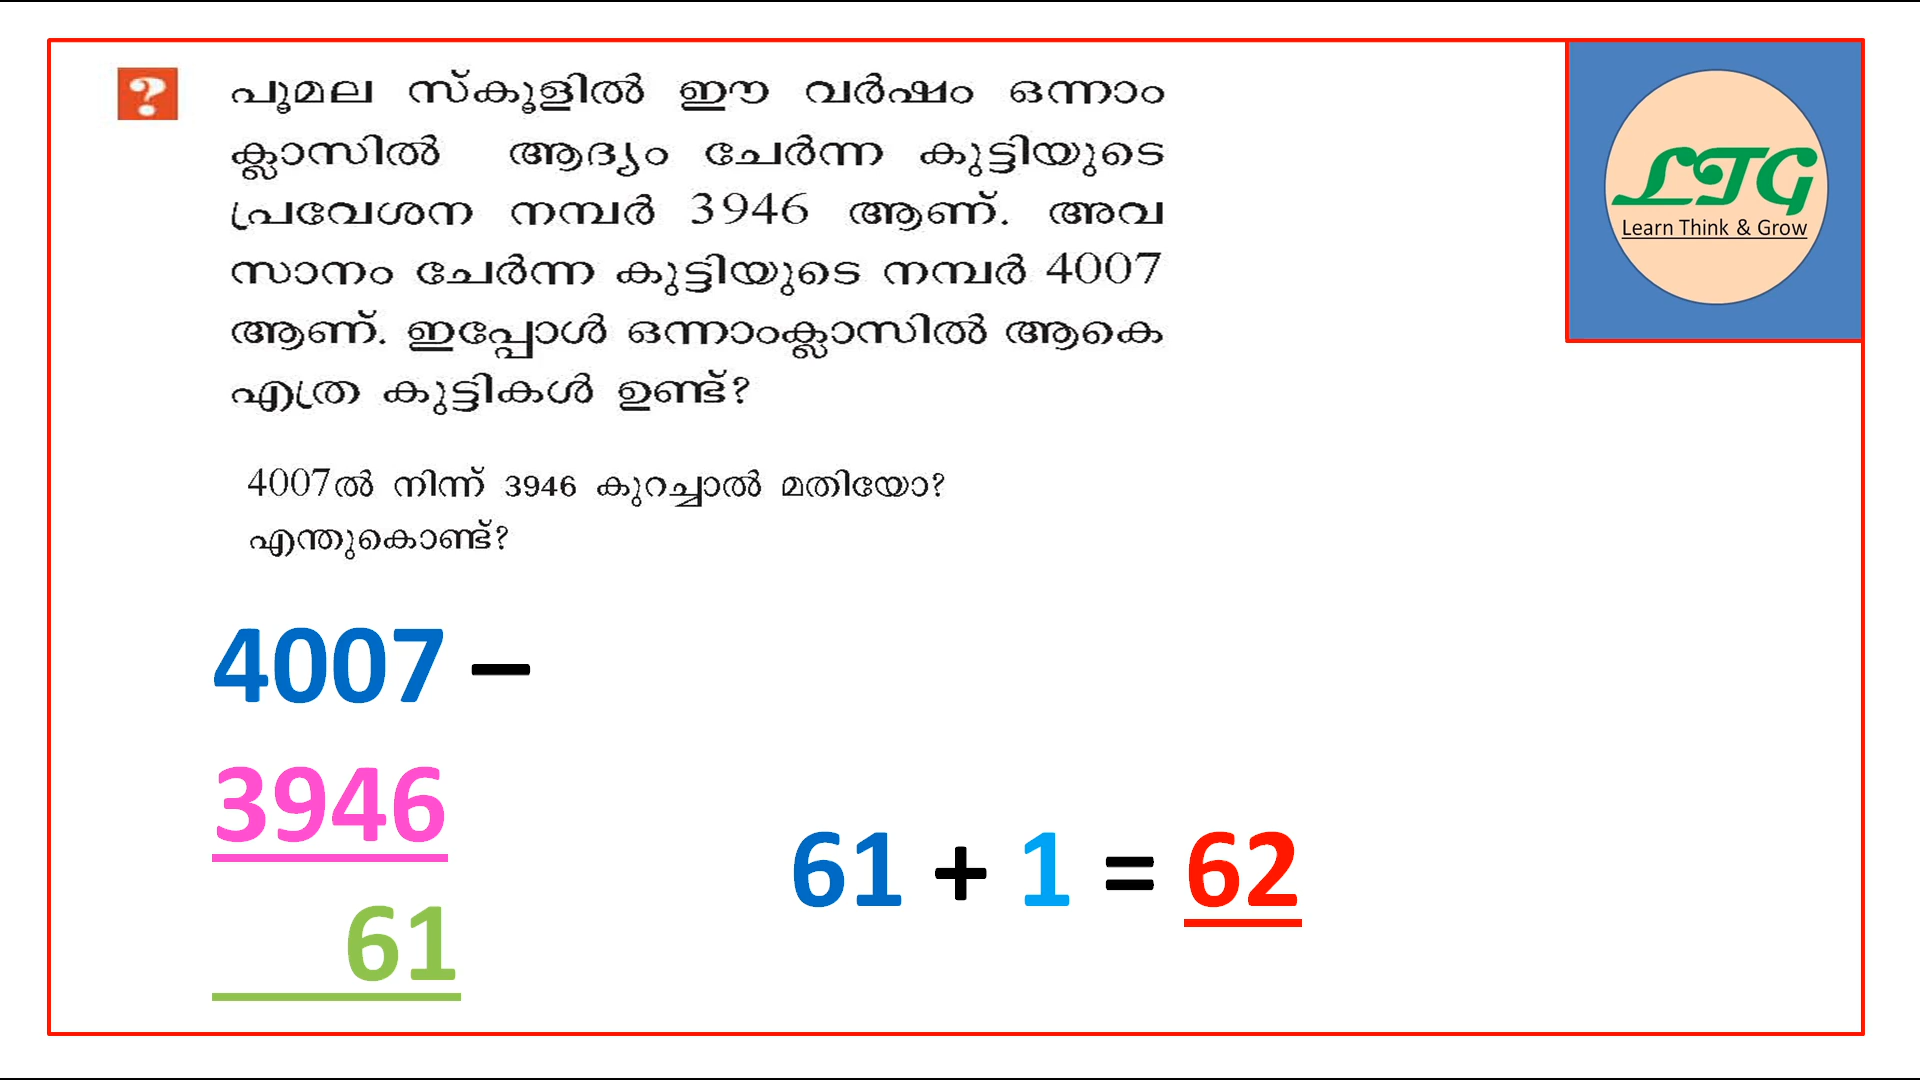 ?
പൂമല സ്കൂളിൽ ഈ വർഷം ഒന്നാം
ക്ലാസിൽ ആദ്യം ചേർന്ന കുട്ടിയുടെ
പ്രവേശന നമ്പർ 3946 ആണ്. അവ
സാനം ചേർന്ന കുട്ടിയുടെ നമ്പർ 4007
ആണ്. ഇപ്പോൾ ഒന്നാംക്ലാസിൽ ആകെ
എത്ര കുട്ടികൾ ഉണ്ട്?
LTG
Learn Think & Grow
4007ൽ നിന്ന് 3946 കുറച്ചാൽ മതിയോ?
എന്തുകൊണ്ട്?
4007 –
3946
61
61 + 1 = 62